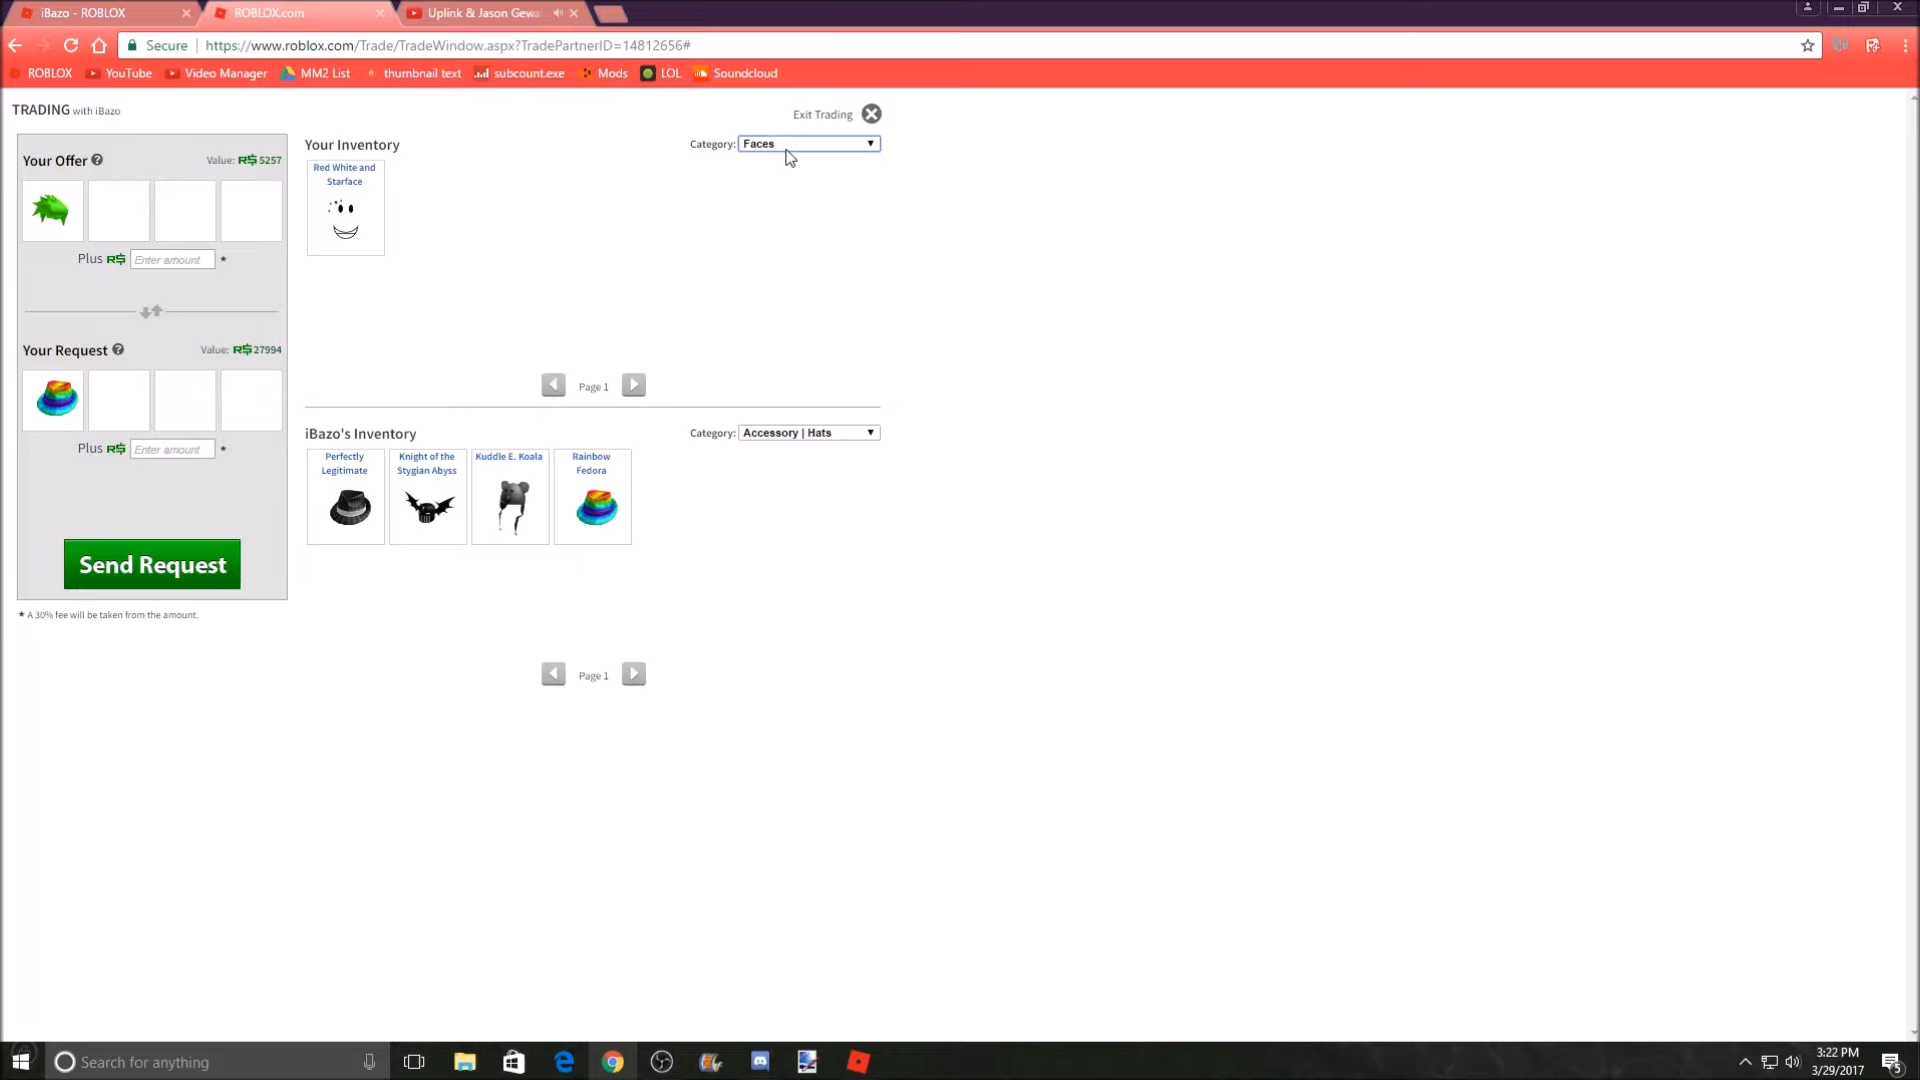 iBazo - ROBLOX
ROBLOX.com
Uplink & Jason Gewa
Secure
https://www.roblox.com/Trade/TradeWindow.aspx?TradePartnerID=14812656#
ROBLOX YouTube Video Manager MM2 List thumbnail text subcount.exe Mods LOL Soundcloud
TRADING with iBazo
Exit Trading
Your Offer
Value: R$ 5257
Plus R$ Enter amount *
Your Request
Value: R$ 27994
Plus R$ Enter amount *
Send Request
* A 30% fee will be taken from the amount.
Your Inventory
Category: Faces
Red White and
Starface
Page 1
iBazo's Inventory
Category: Accessory | Hats
Perfectly
Legitimate
Knight of the
Stygian Abyss
Kuddle E. Koala
Rainbow
Fedora
Page 1
Search for anything
3:22 PM
3/29/2017
5